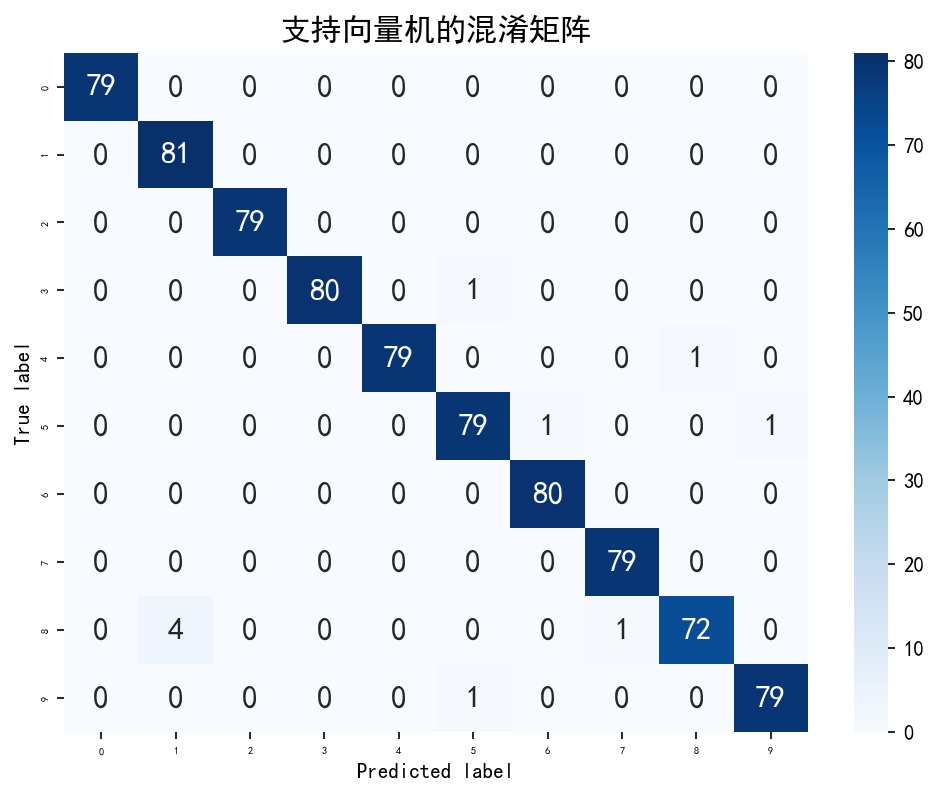 支持向量机的混淆矩阵
0 79 0 0 0 0 0 0 0 0 0
1 0 81 0 0 0 0 0 0 0 0
2 0 0 79 0 0 0 0 0 0 0
3 0 0 0 80 0 1 0 0 0 0
4 0 0 0 0 79 0 0 0 1 0
5 0 0 0 0 0 79 1 0 0 1
6 0 0 0 0 0 0 80 0 0 0
7 0 0 0 0 0 0 0 79 0 0
8 0 4 0 0 0 0 0 1 72 0
9 0 0 0 0 0 1 0 0 0 79
0 1 2 3 4 5 6 7 8 9
Predicted label
True label
80
70
60
50
40
30
20
10
0